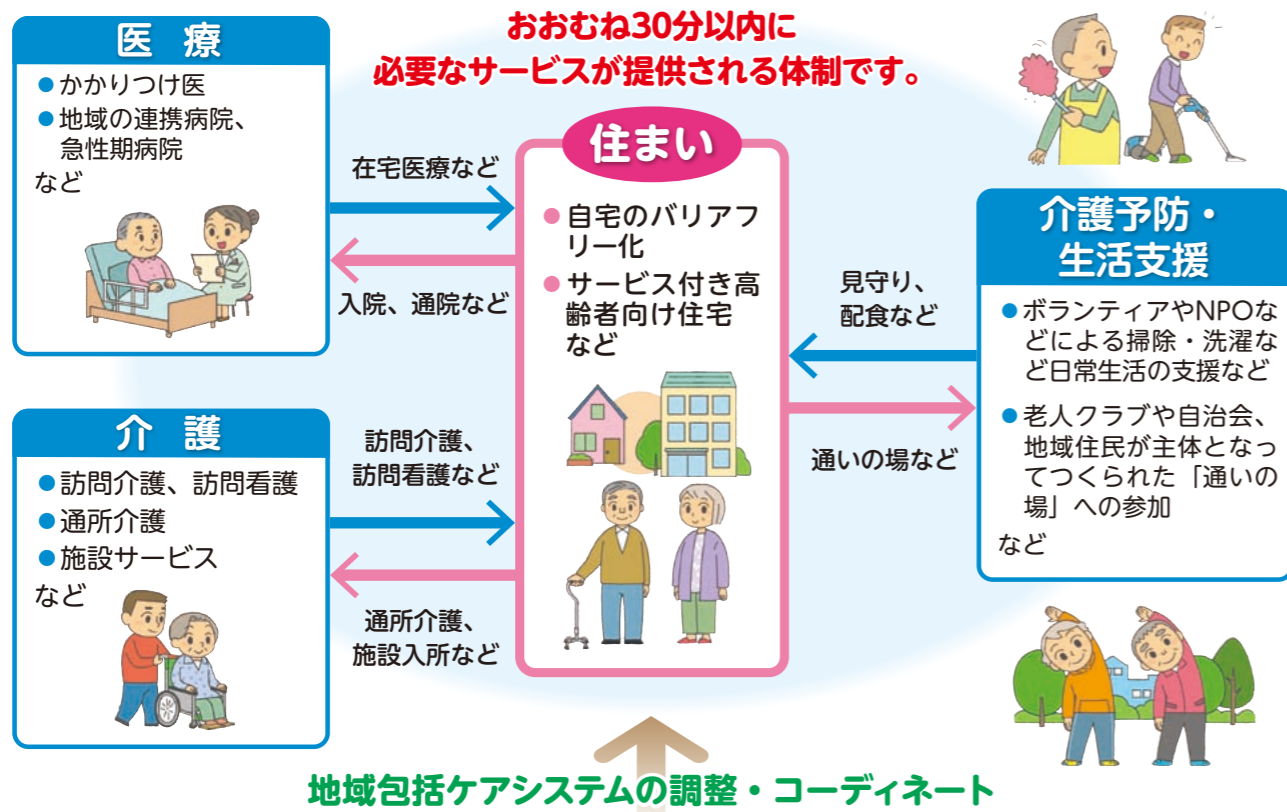 おおむね30分以内に
必要なサービスが提供される体制です。
医 療
●かかりつけ医
●地域の連携病院、
急性期病院
など
在宅医療など
入院、通院など
介 護
●訪問介護、訪問看護
●通所介護
●施設サービス
など
訪問介護、
訪問看護など
通所介護、
施設入所など
住まい
●自宅のバリアフ
リー化
●サービス付き高
齢者向け住宅
など
見守り、
配食など
通いの場など
介護予防・
生活支援
●ボランティアやNPOな
どによる掃除・洗濯な
ど日常生活の支援など
●老人クラブや自治会、
地域住民が主体となっ
てつくられた「通いの
場」への参加
など
地域包括ケアシステムの調整・コーディネート